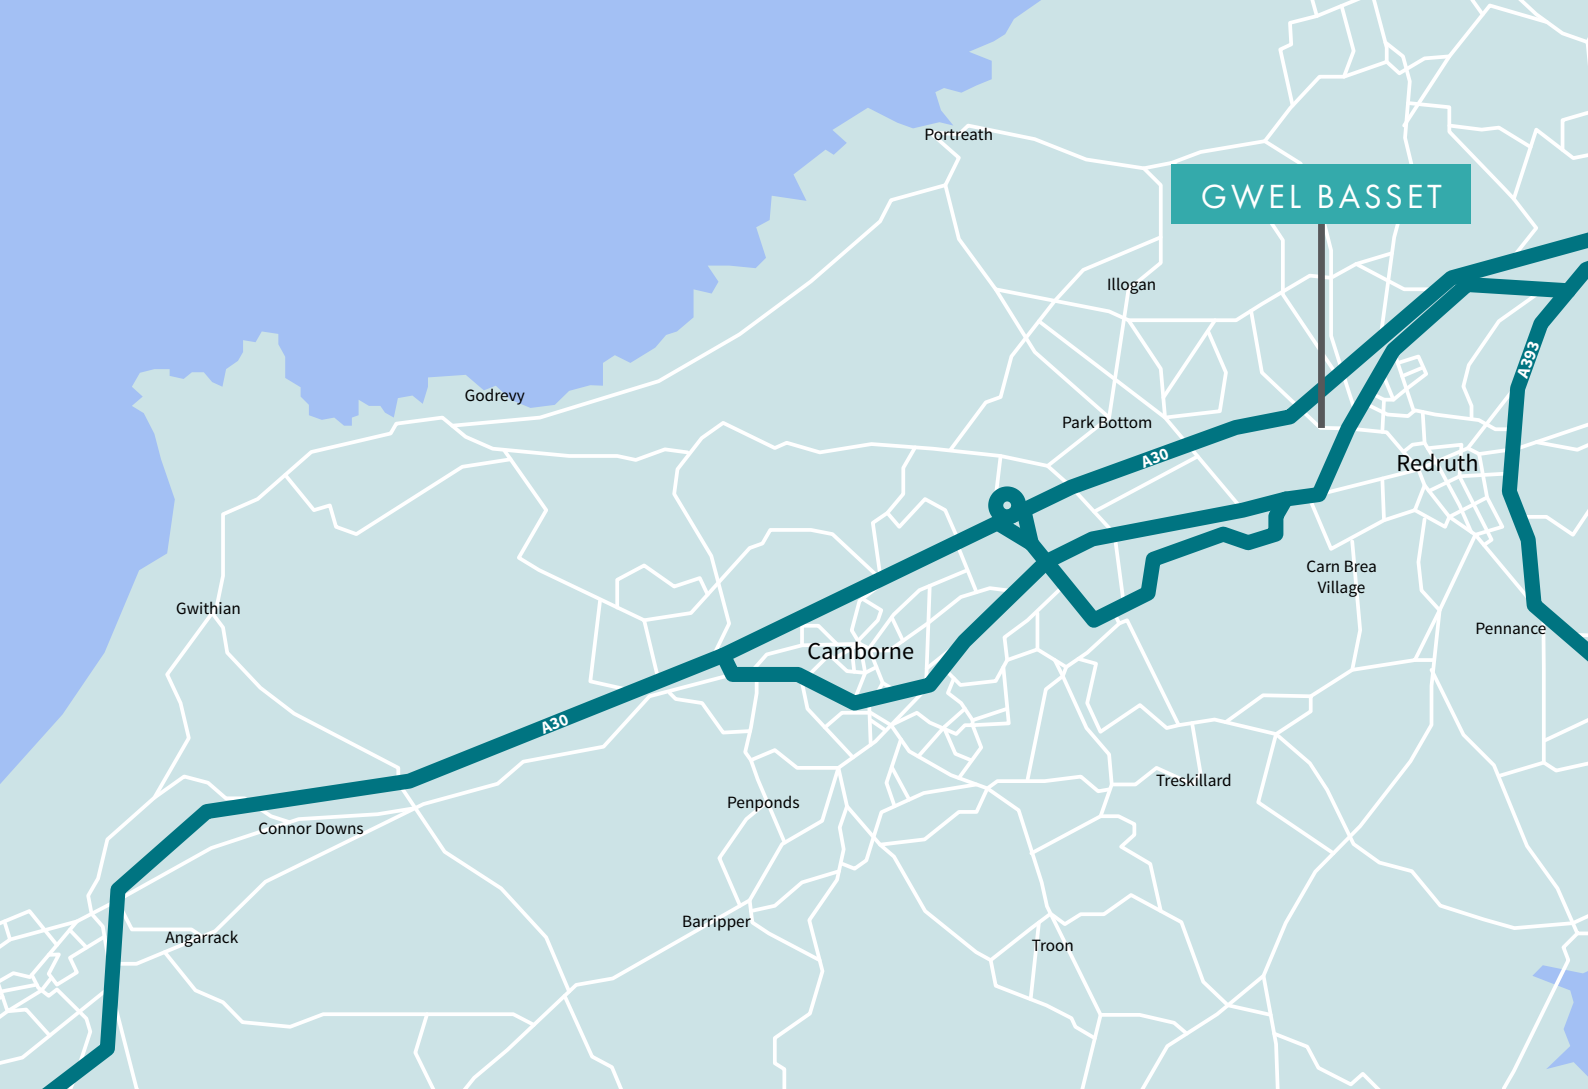 Portreath
GWEL BASSET
Illogan
A393
Godrevy
Park Bottom
A30
Redruth
Carn Brea
Village
Gwithian
Pennance
Camborne
A30
Treskillard
Penponds
Connor Downs
Barripper
Angarrack
Troon